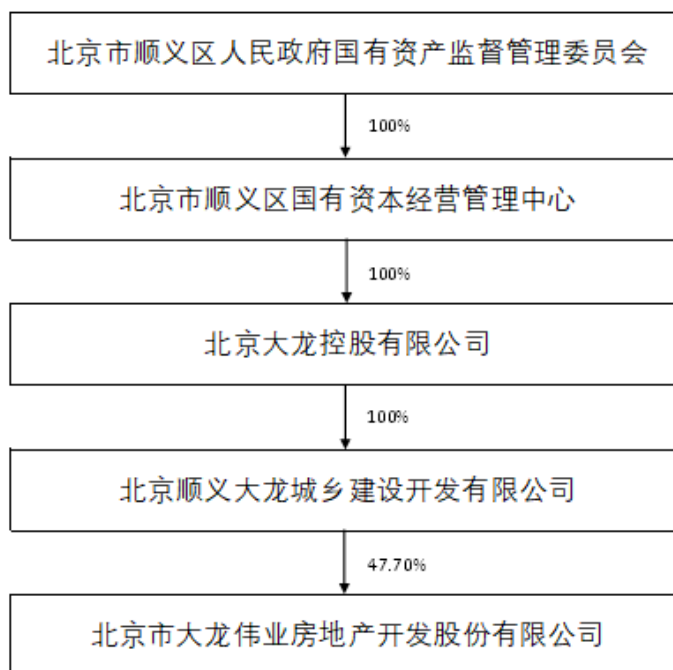 北京市顺义区人民政府国有资产监督管理委员会
100%
北京市顺义区国有资本经营管理中心
100%
北京大龙控股有限公司
100%
北京顺义大龙城乡建设开发有限公司
47.70%
北京市大龙伟业房地产开发股份有限公司